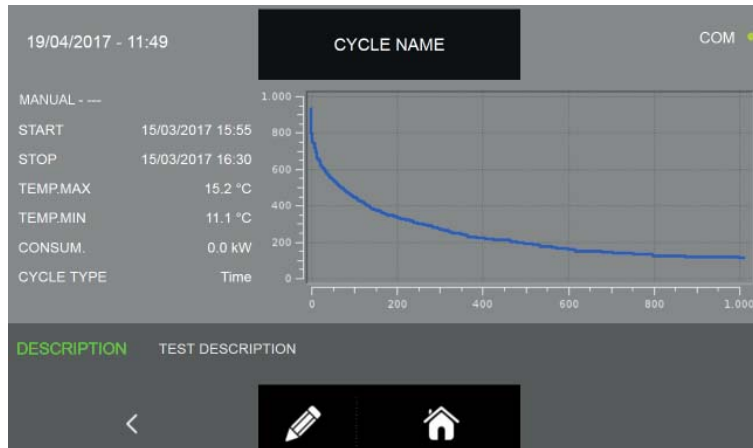 19/04/2017 - 11:49
CYCLE NAME
COM
MANUAL - ---
START 15/03/2017 15:55
STOP 15/03/2017 16:30
TEMP.MAX 15.2 °C
TEMP.MIN 11.1 °C
CONSUM. 0.0 kW
CYCLE TYPE Time
1.000
800
600
400
200
0
0 200 400 600 800 1.000
DESCRIPTION TEST DESCRIPTION